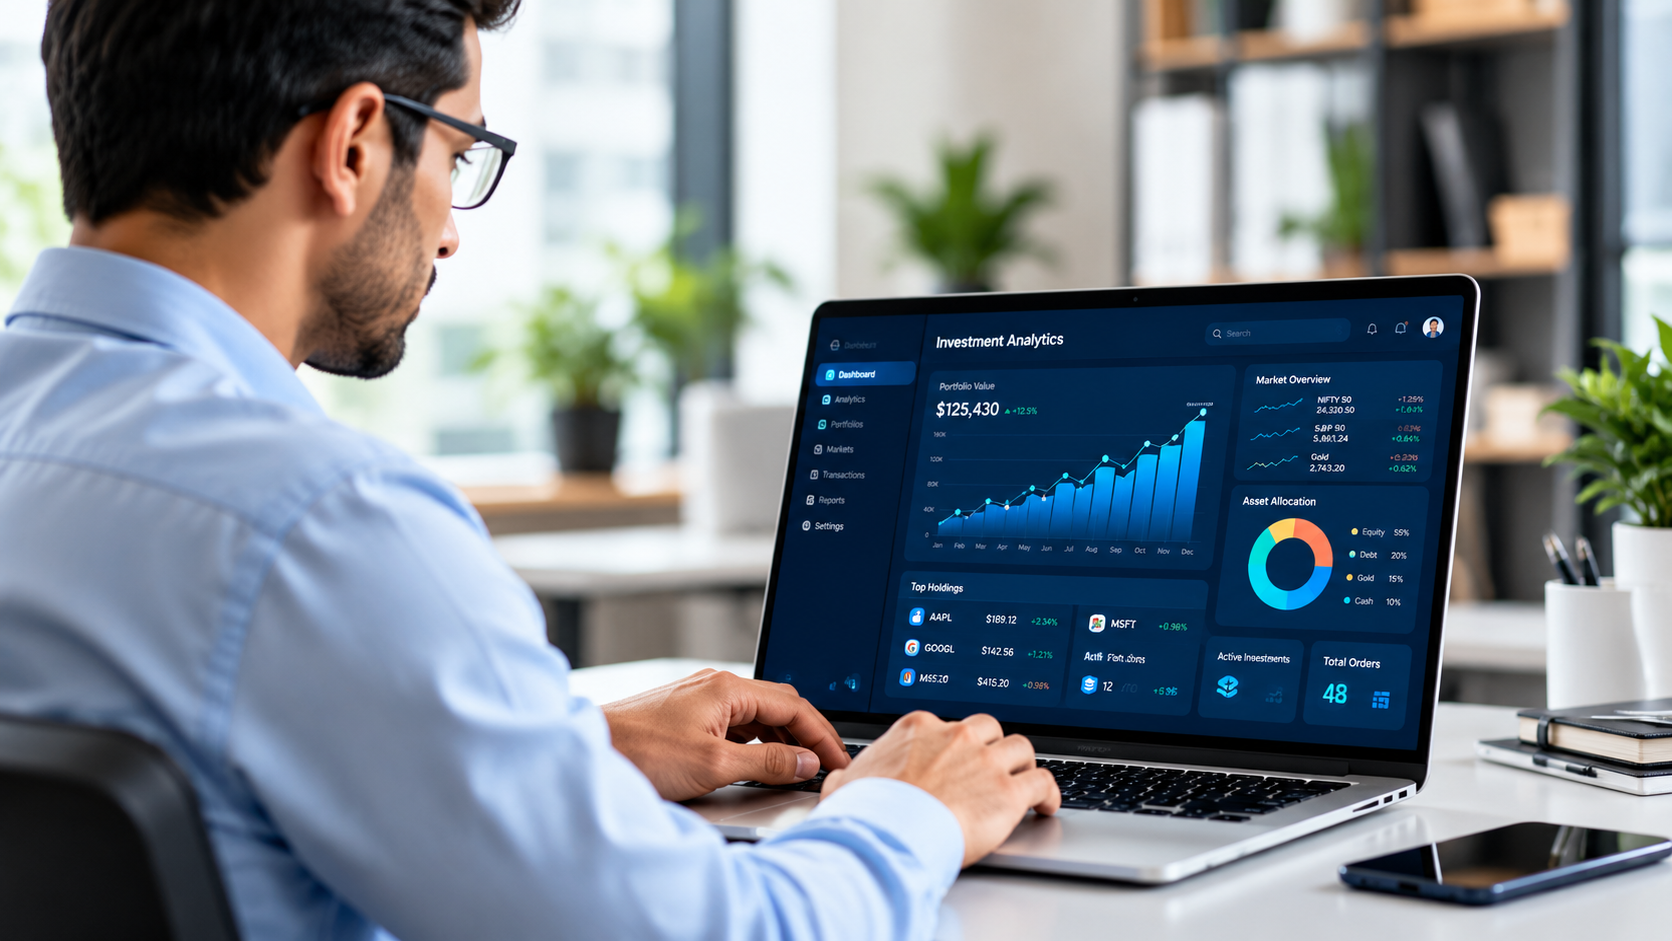 Investment Analytics
Search
Dashboard
Dashboard
Analytics
Portfolios
Markets
Transactions
Reports
Settings
Portfolio Value
$125,430 +12.5%
160K
120K
80K
40K
0
Jan Feb Mar Apr May Jun Jul Aug Sep Oct Nov Dec
Market Overview
NIFTY 50
24,320.50
Gold
2,743.20 +0.62%
Asset Allocation
Equity 55%
Debt 20%
Gold 15%
Cash 10%
Top Holdings
AAPL $189.12 +2.34%
GOOGL $142.56 +1.21%
$415.20 +0.98%
MSFT +0.98%
12
Active Investments
Total Orders
48